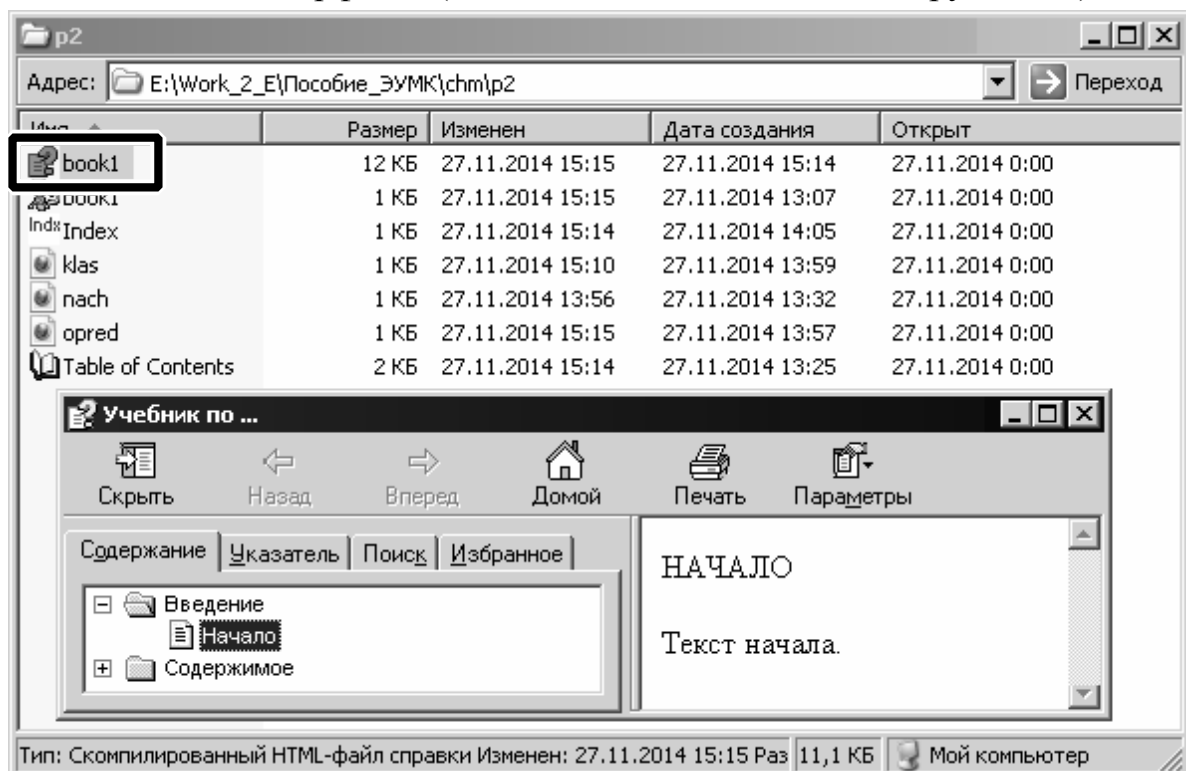 p2
Адрес: E:\Work_2_E\Пособие_ЭУМК\chm\p2 Переход
Имя Размер Изменен Дата создания Открыт
book1 12 КБ 27.11.2014 15:15 27.11.2014 15:14 27.11.2014 0:00
book1 1 КБ 27.11.2014 15:15 27.11.2014 13:07 27.11.2014 0:00
Indx Index 1 КБ 27.11.2014 15:14 27.11.2014 14:05 27.11.2014 0:00
klas 1 КБ 27.11.2014 15:10 27.11.2014 13:59 27.11.2014 0:00
nach 1 КБ 27.11.2014 13:56 27.11.2014 13:32 27.11.2014 0:00
opred 1 КБ 27.11.2014 15:15 27.11.2014 13:57 27.11.2014 0:00
Table of Contents 2 КБ 27.11.2014 15:14 27.11.2014 13:25 27.11.2014 0:00
Учебник по ...
Скрыть Назад Вперед Домой Печать Параметры
Содержание Указатель Поиск Избранное
Введение
Начало
Содержимое
НАЧАЛО
Текст начала.
Тип: Скомпилированный HTML-файл справки Изменен: 27.11.2014 15:15 Раз 11,1 КБ Мой компьютер